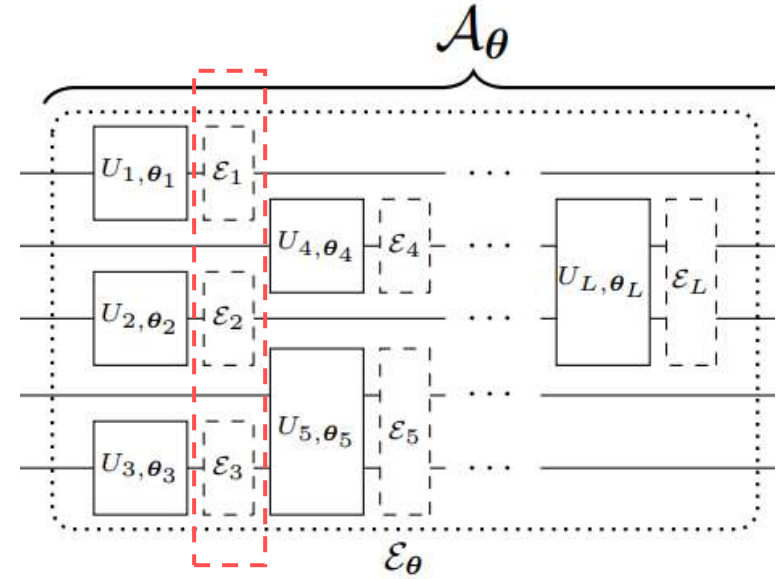 𝒜_𝜽
U_{1,𝜽_1} ℰ_1
U_{4,𝜽_4} ℰ_4
U_{L,𝜽_L} ℰ_L
U_{2,𝜽_2} ℰ_2
U_{5,𝜽_5} ℰ_5
U_{3,𝜽_3} ℰ_3
ℰ_𝜽